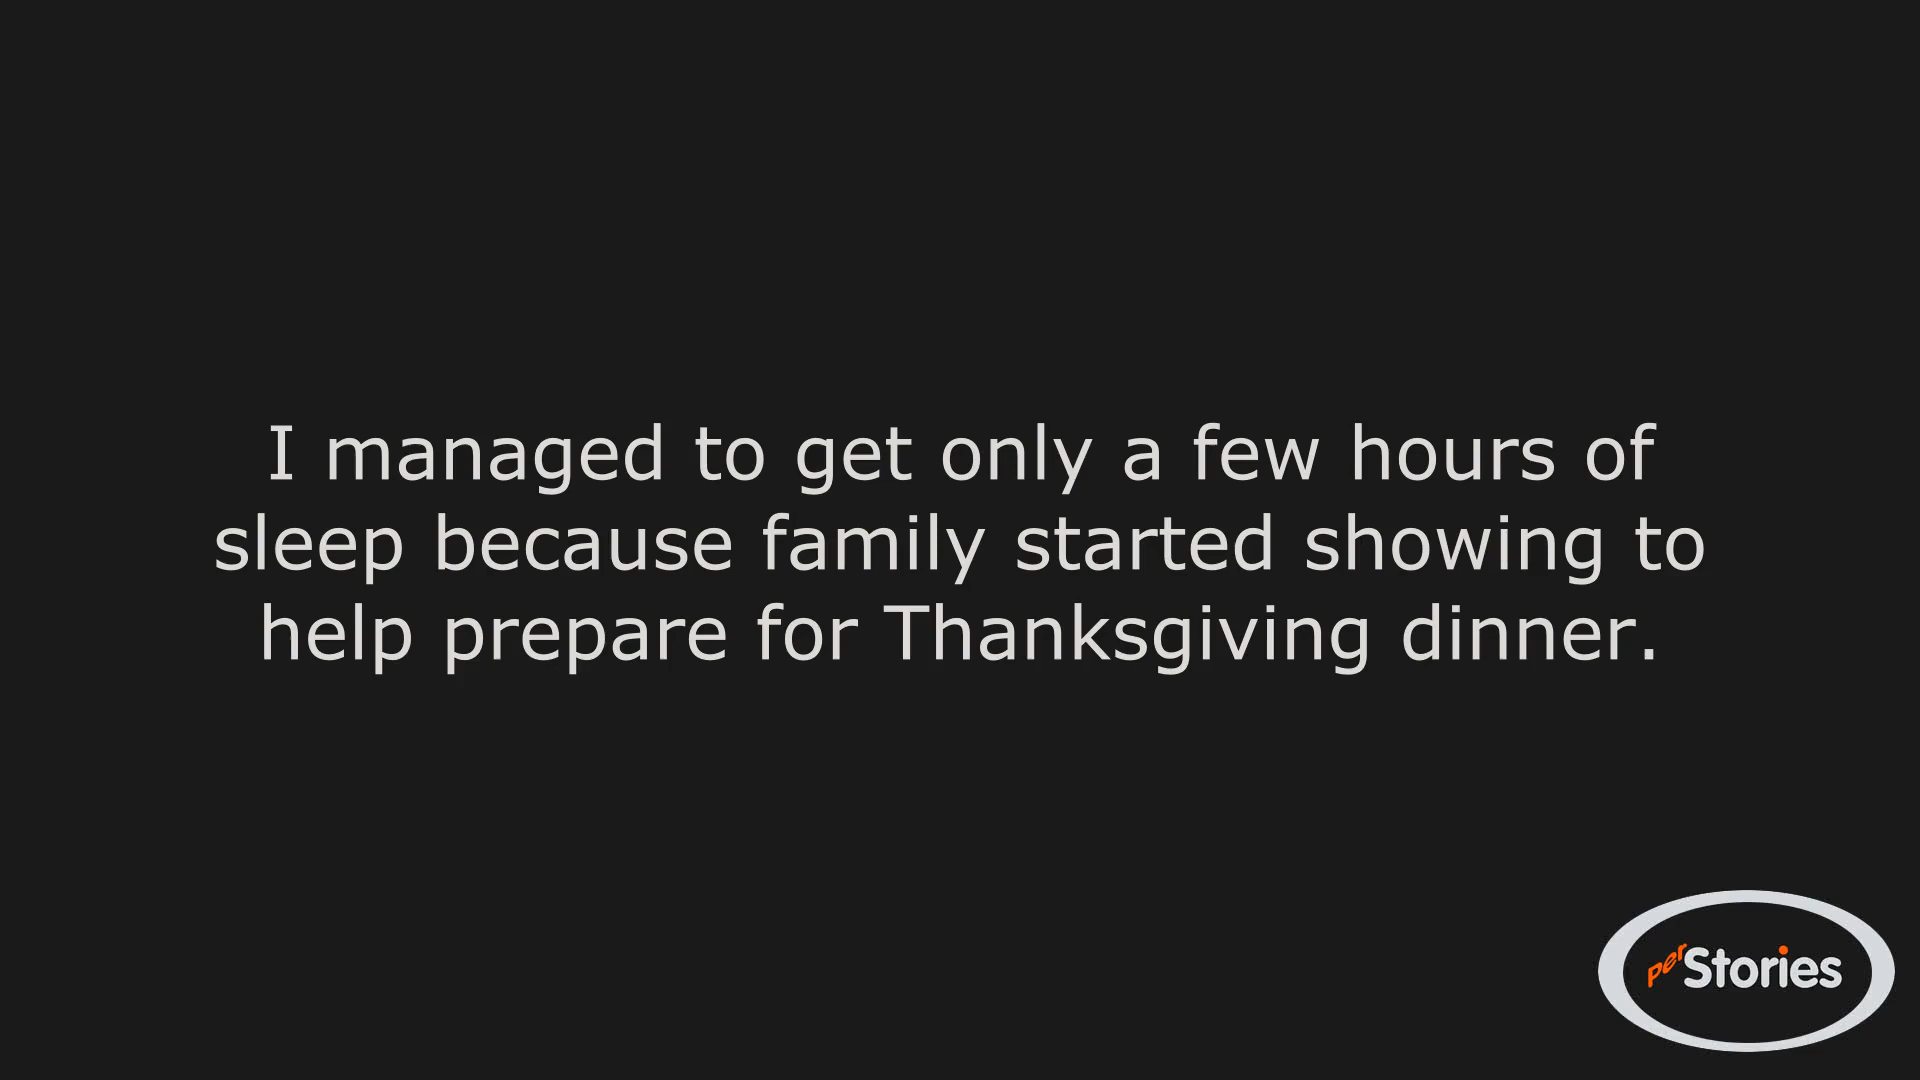 I managed to get only a few hours of
sleep because family started showing to
help prepare for Thanksgiving dinner.
perStories